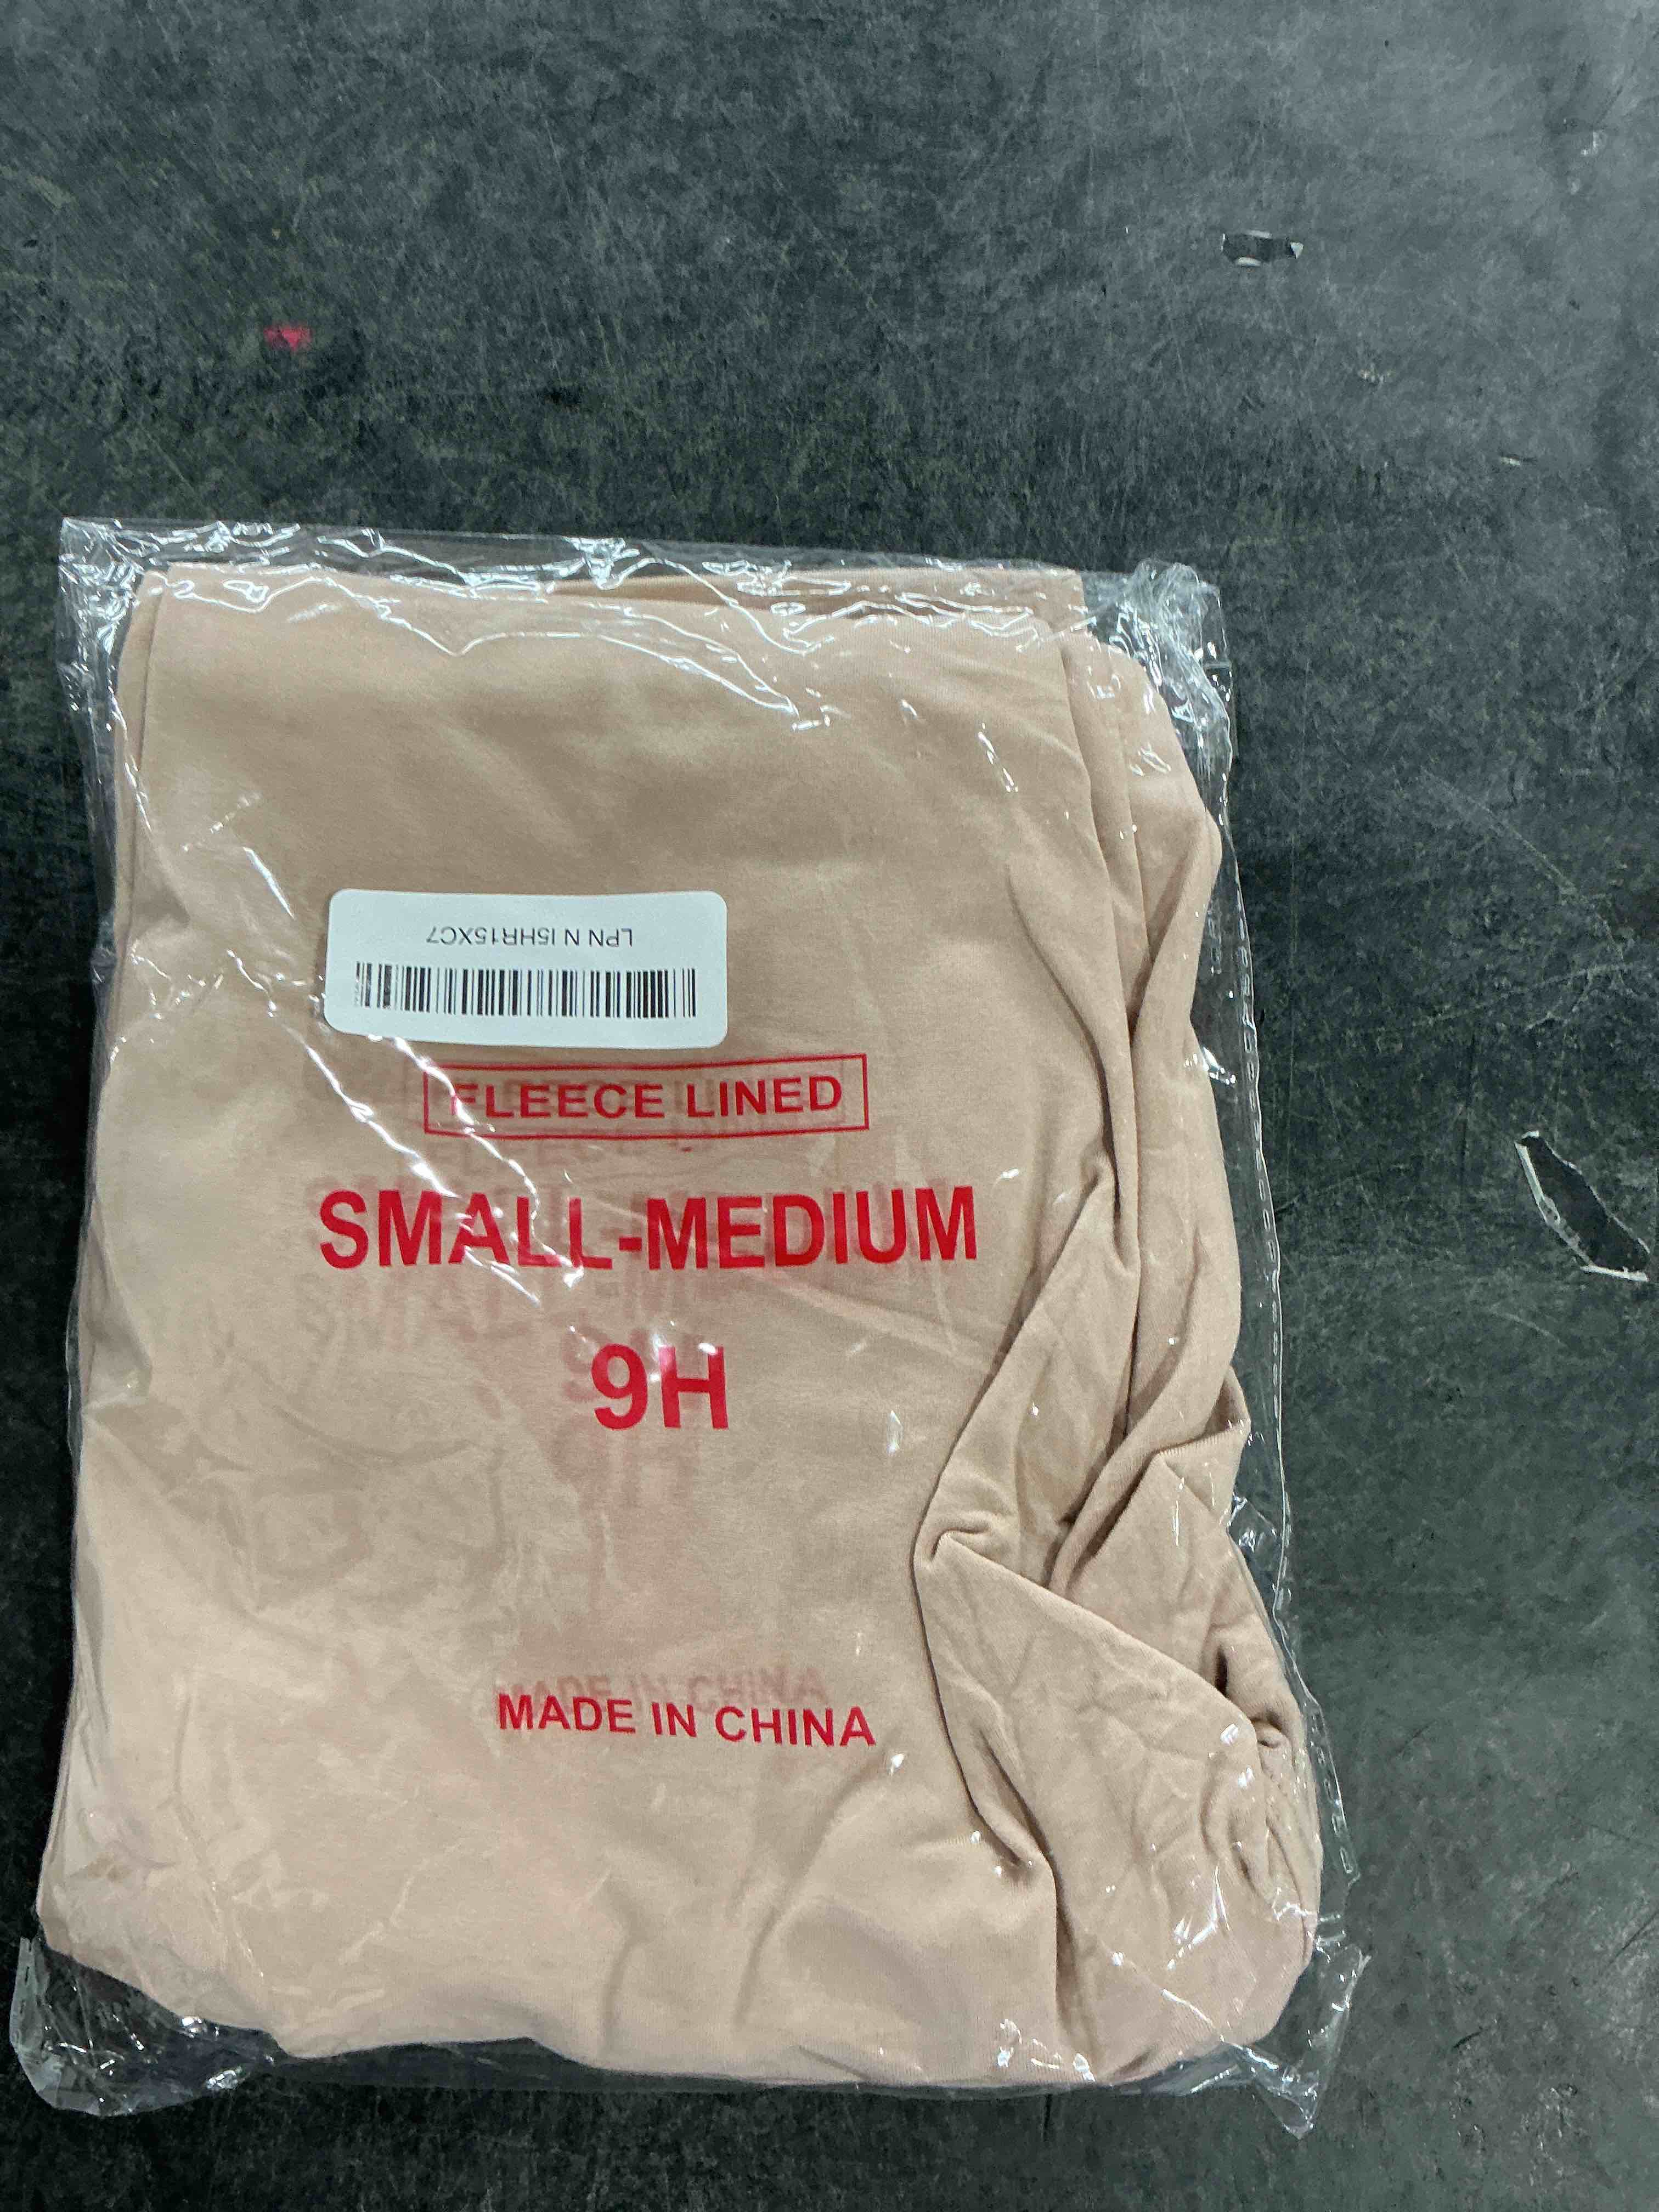 LPN N I5HR15XC7
FLEECE LINED
SMALL-MEDIUM
9H
MADE IN CHINA